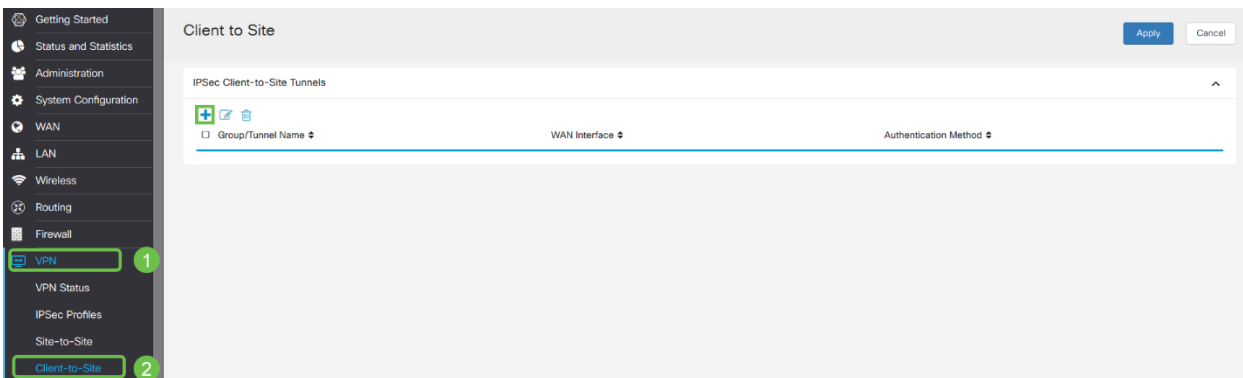 Getting Started
Status and Statistics
Administration
System Configuration
WAN
LAN
Wireless
Routing
Firewall
VPN 1
VPN Status
IPSec Profiles
Site-to-Site
Client-to-Site 2
Client to Site
Apply Cancel
IPSec Client-to-Site Tunnels
Group/Tunnel Name WAN Interface Authentication Method